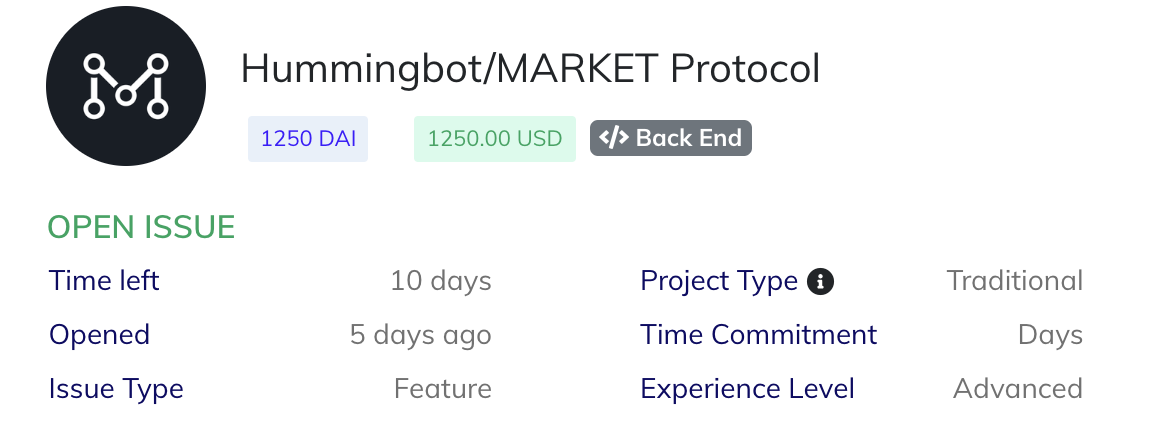 Hummingbot/MARKET Protocol
1250 DAI 1250.00 USD </> Back End
OPEN ISSUE
Time left 10 days Project Type Traditional
Opened 5 days ago Time Commitment Days
Issue Type Feature Experience Level Advanced